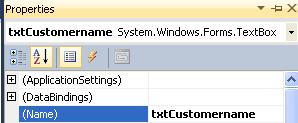 Properties
txtCustomername System.Windows.Forms.TextBox
(ApplicationSettings)
(DataBindings)
(Name) txtCustomername